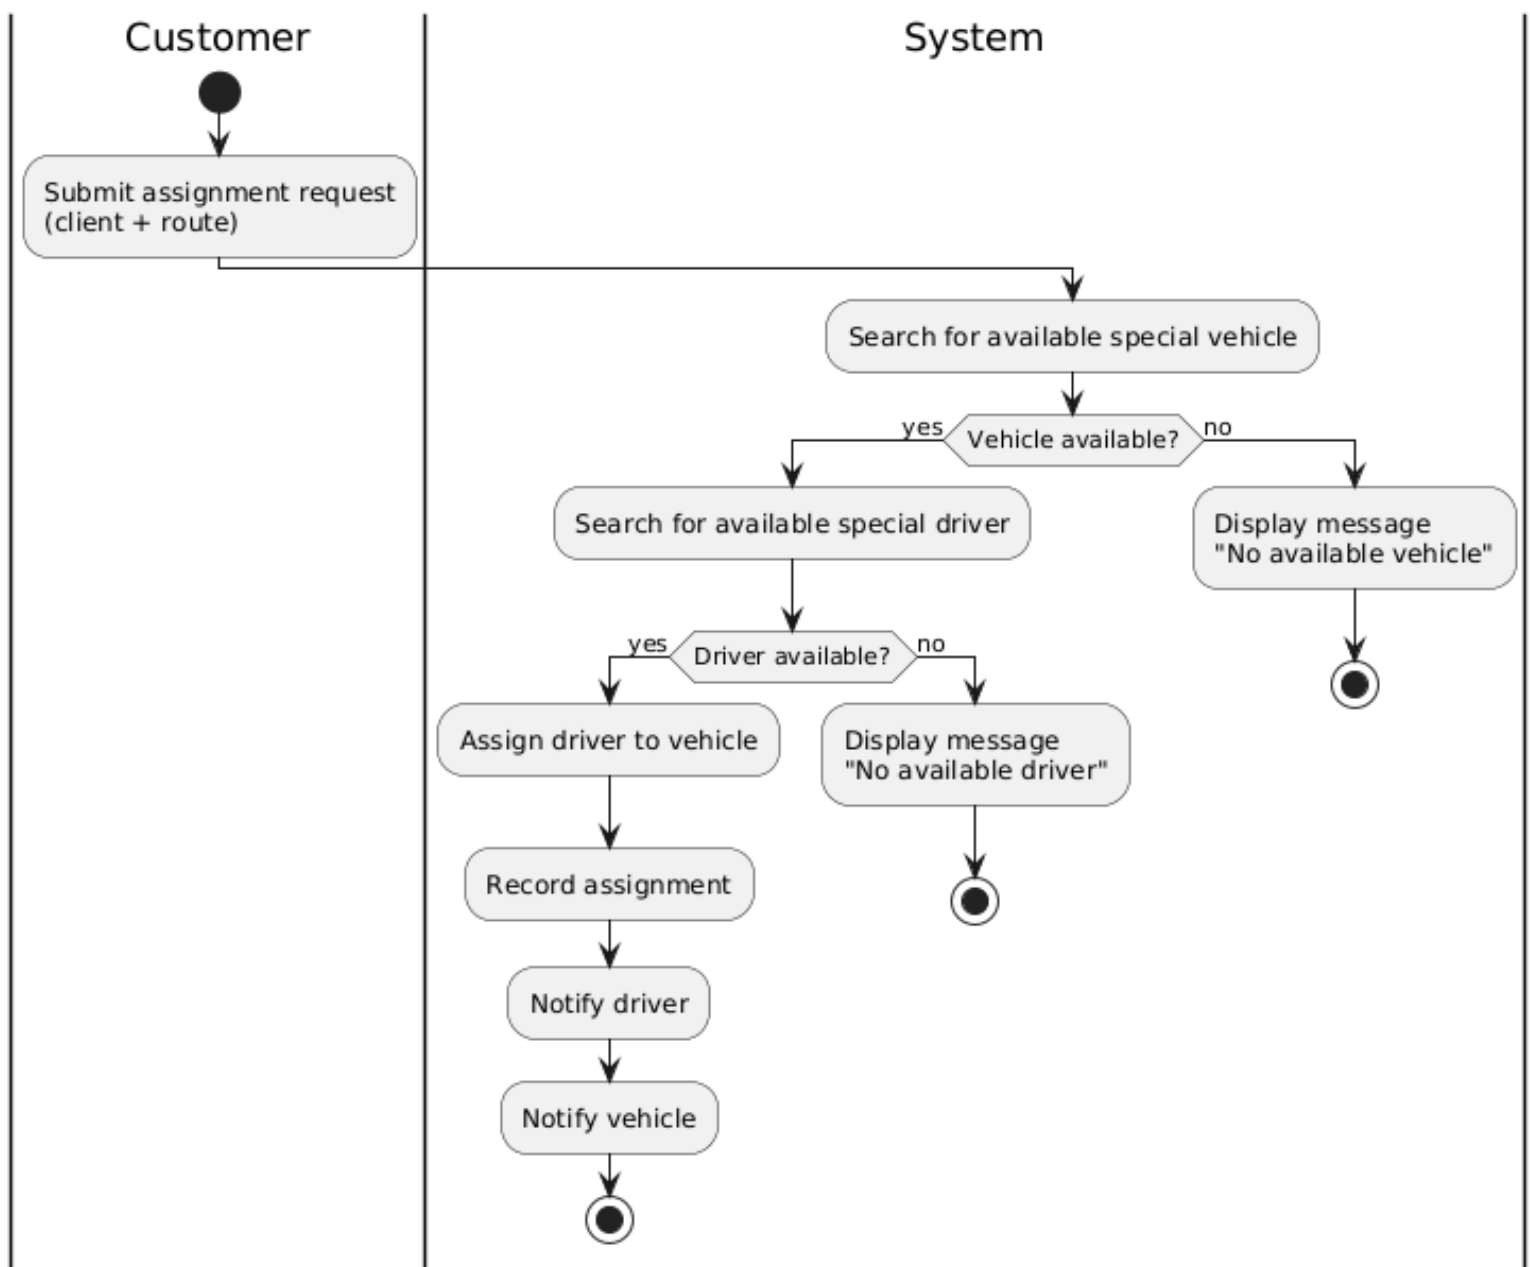 Customer
System
Submit assignment request
(client + route)
Search for available special vehicle
yes
Vehicle available?
no
Search for available special driver
Display message
"No available vehicle"
yes
Driver available?
no
Assign driver to vehicle
Display message
"No available driver"
Record assignment
Notify driver
Notify vehicle